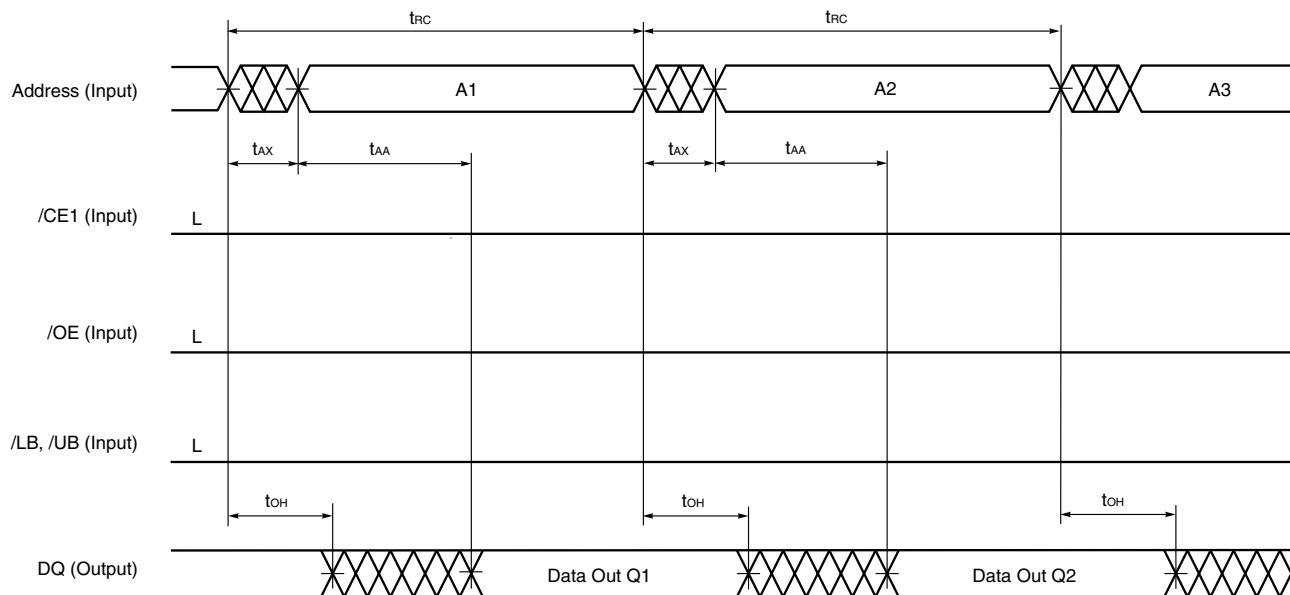 tRC tRC
Address (Input) A1 A2 A3
tAX tAA tAX tAA
/CE1 (Input) L
/OE (Input) L
/LB, /UB (Input) L
tOH tOH tOH
DQ (Output) Data Out Q1 Data Out Q2